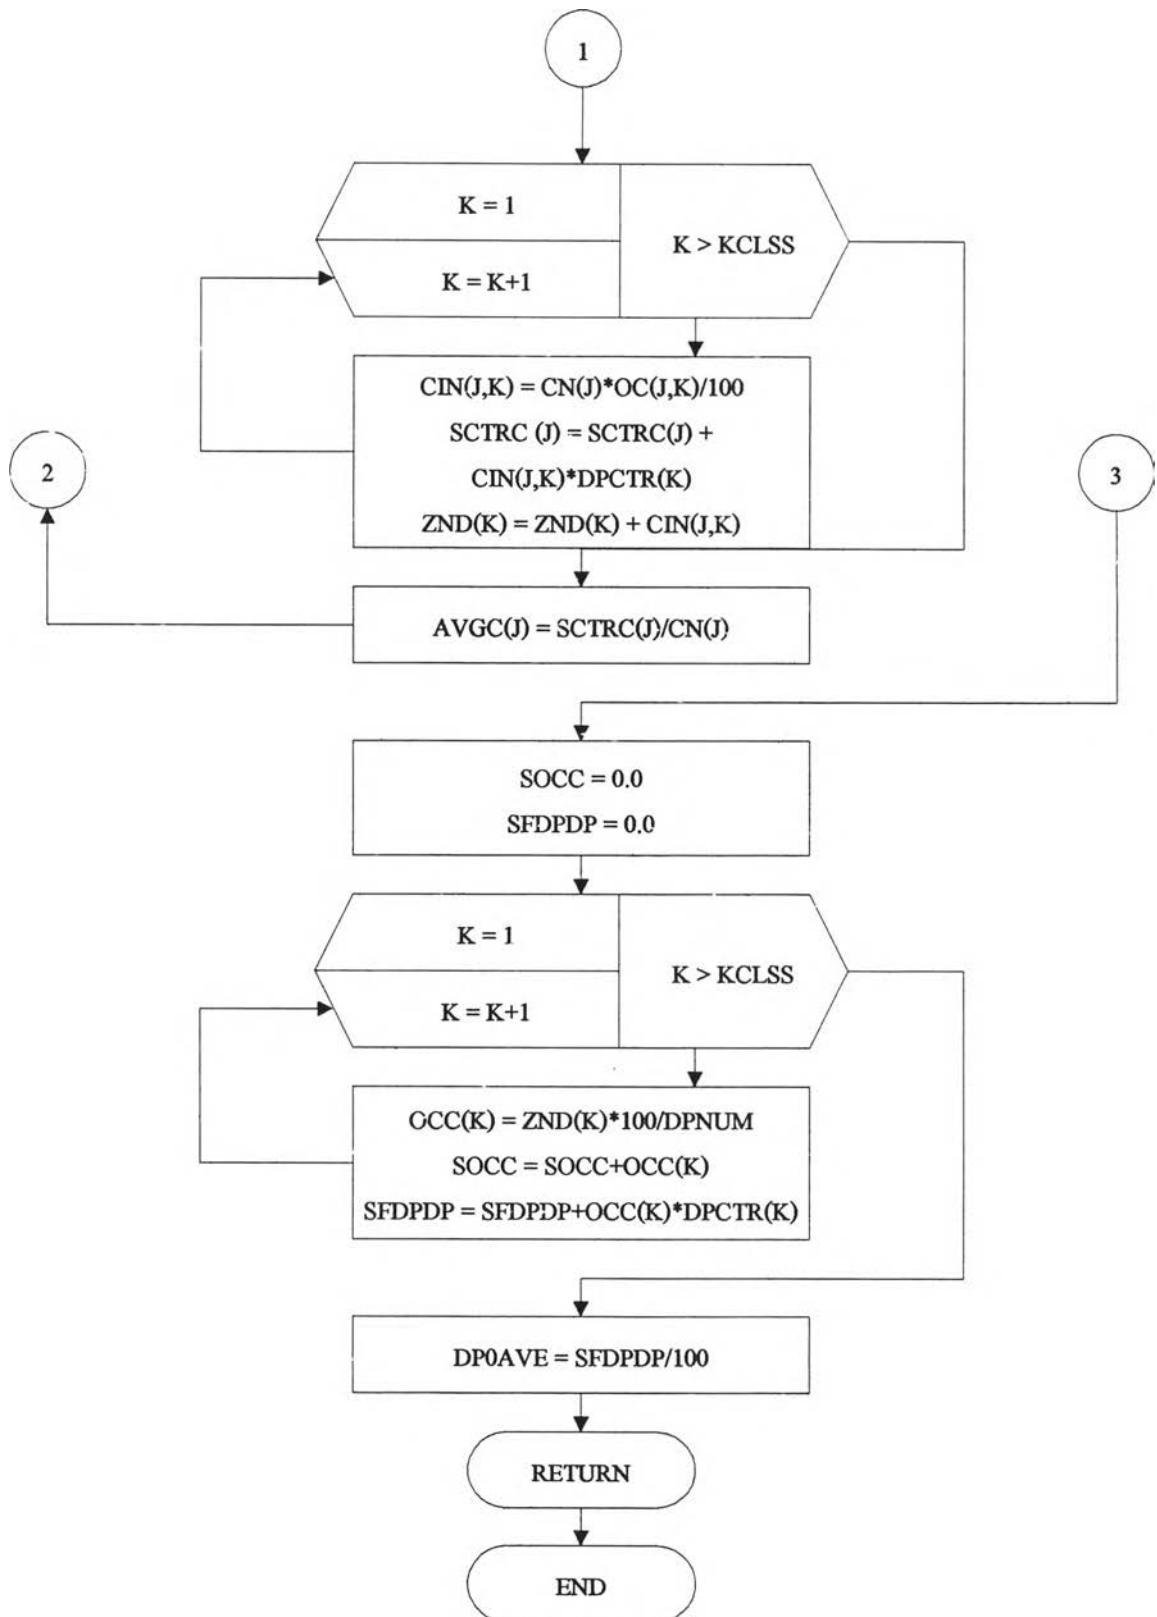 1
K = 1
K > KCLSS
K = K+1
CIN(J,K) = CN(J)*OC(J,K)/100
SCTRC (J) = SCTRC(J) +
CIN(J,K)*DPCTR(K)
ZND(K) = ZND(K) + CIN(J,K)
2
3
AVGC(J) = SCTRC(J)/CN(J)
SOCC = 0.0
SFDPDP = 0.0
K = 1
K > KCLSS
K = K+1
OCC(K) = ZND(K)*100/DPNUM
SOCC = SOCC+OCC(K)
SFDPDP = SFDPDP+OCC(K)*DPCTR(K)
DP0AVE = SFDPDP/100
RETURN
END